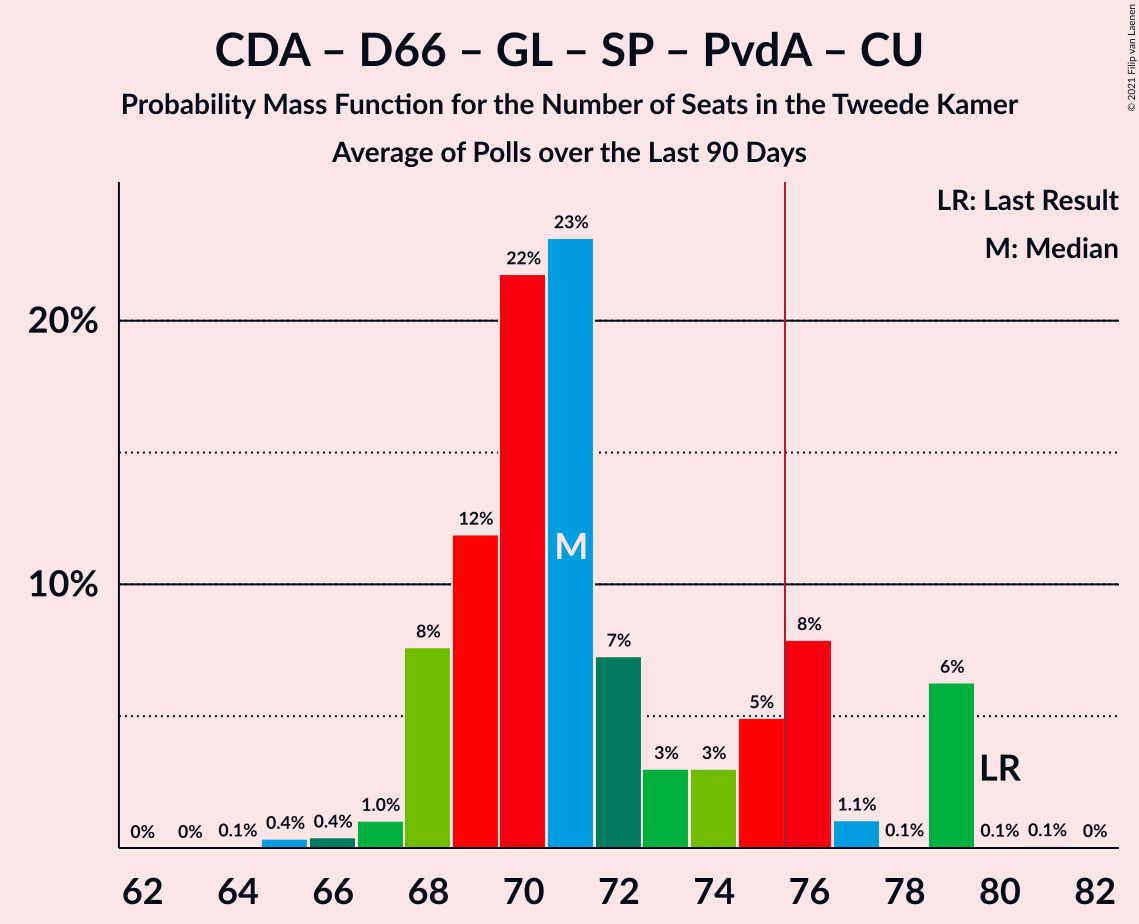 CDA – D66 – GL – SP – PvdA – CU
Probability Mass Function for the Number of Seats in the Tweede Kamer
Average of Polls over the Last 90 Days
© 2021 Filip van Laenen
LR: Last Result
M: Median
20%
10%
0% 0% 0.1% 0.4% 0.4% 1.0% 8% 12% 22% 23% 7% 3% 3% 5% 8% 1.1% 0.1% 6% 0.1% 0.1% 0%
M
LR
62 64 66 68 70 72 74 76 78 80 82